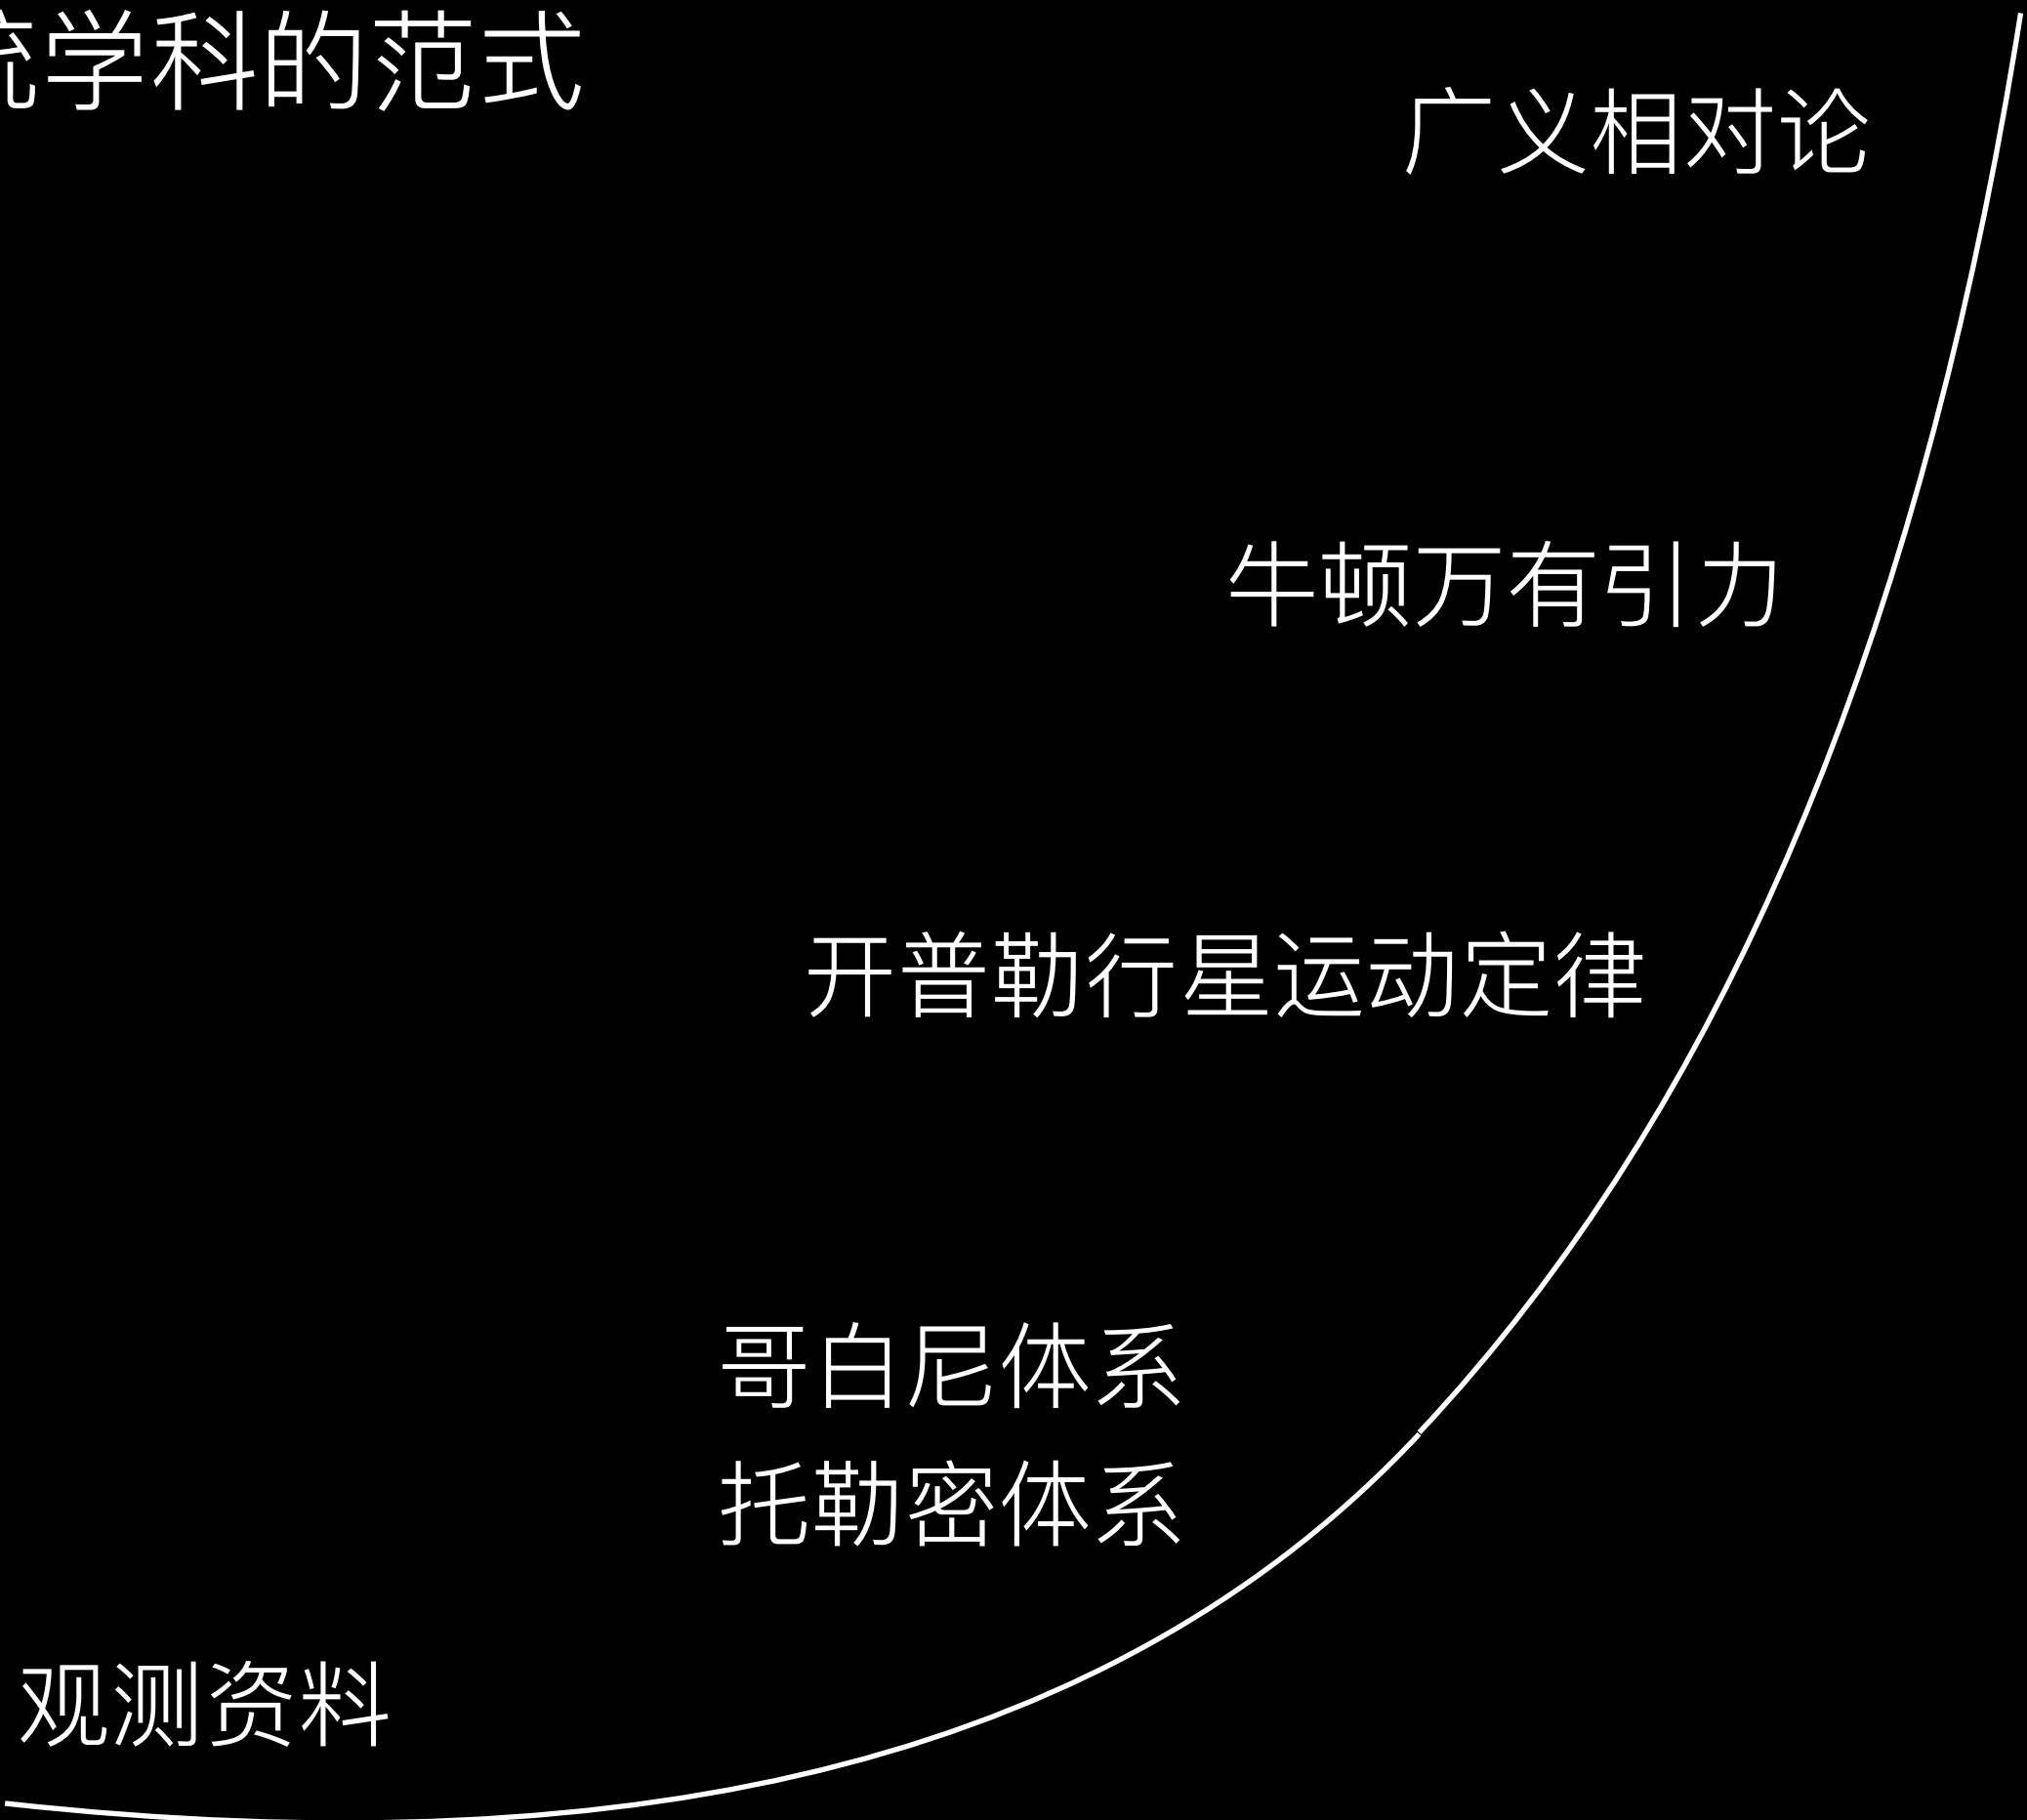 学科的范式
广义相对论
牛顿万有引力
开普勒行星运动定律
哥白尼体系
托勒密体系
观测资料